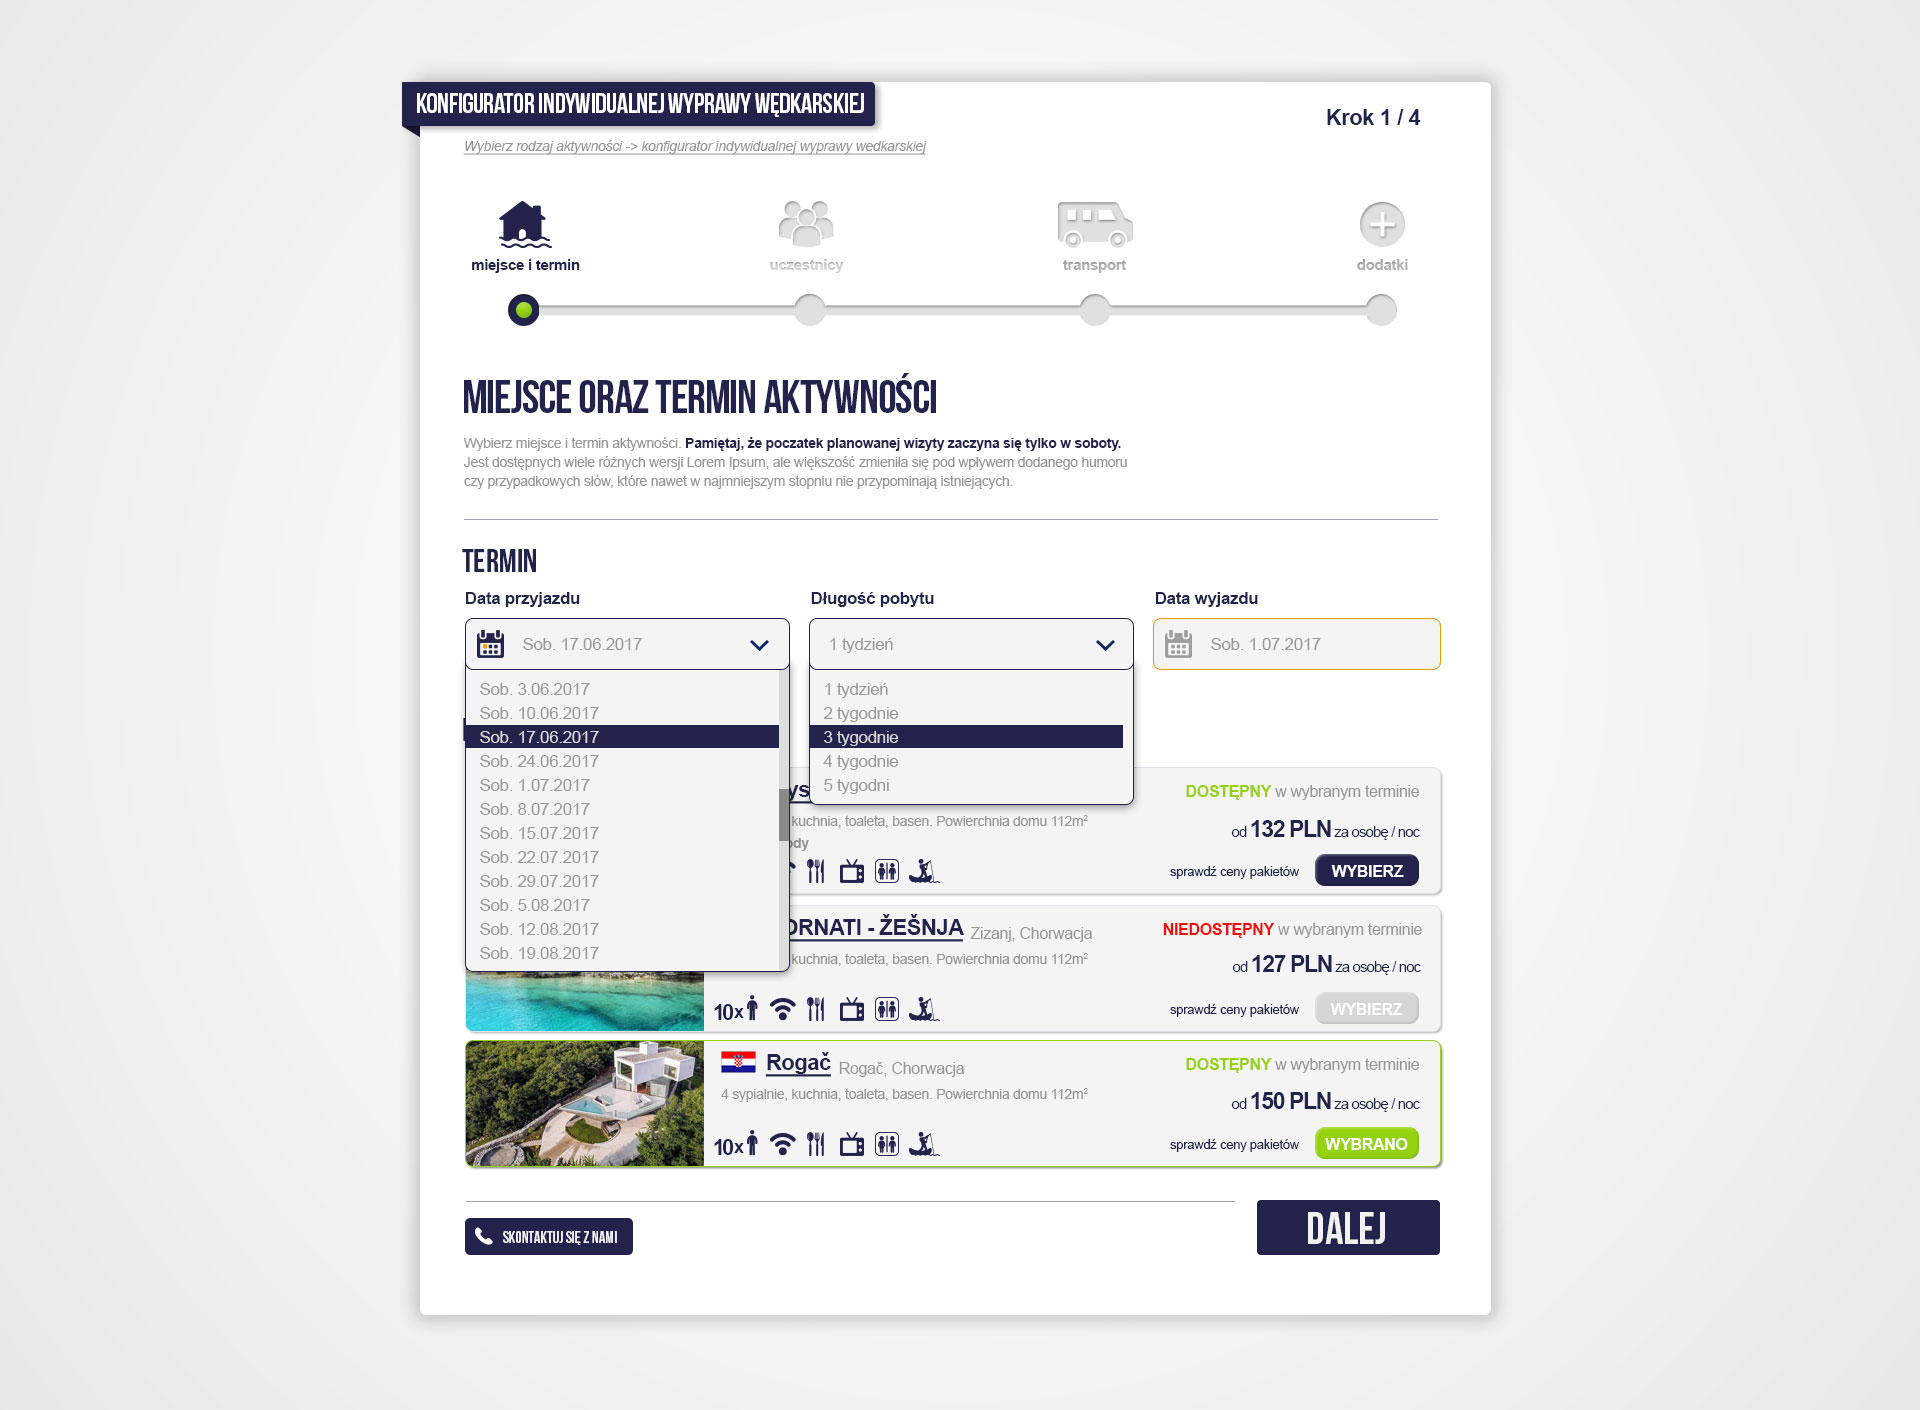 KONFIGURATOR INDYWIDUALNEJ WYPRAWY WĘDKARSKIEJ
Krok 1 / 4
Wybierz rodzaj aktywności -> konfigurator indywidualnej wyprawy wedkarskiej
miejsce i termin
uczestnicy
transport
dodatki
MIEJSCE ORAZ TERMIN AKTYWNOŚCI
Wybierz miejsce i termin aktywności. Pamiętaj, że poczatek planowanej wizyty zaczyna się tylko w soboty.
Jest dostępnych wiele różnych wersji Lorem Ipsum, ale większość zmieniła się pod wpływem dodanego humoru
czy przypadkowych słów, które nawet w najmniejszym stopniu nie przypominają istniejących.
TERMIN
Data przyjazdu
Długość pobytu
Data wyjazdu
Sob. 17.06.2017
1 tydzień
Sob. 1.07.2017
Sob. 3.06.2017
Sob. 10.06.2017
Sob. 17.06.2017
Sob. 24.06.2017
Sob. 1.07.2017
Sob. 8.07.2017
Sob. 15.07.2017
Sob. 22.07.2017
Sob. 29.07.2017
Sob. 5.08.2017
Sob. 12.08.2017
Sob. 19.08.2017
1 tydzień
2 tygodnie
3 tygodnie
4 tygodnie
5 tygodni
kuchnia, toaleta, basen. Powierchnia domu 112m²
DOSTĘPNY w wybranym terminie
od 132 PLN za osobę / noc
sprawdź ceny pakietów
WYBIERZ
ORNATI - ŽEŠNJA Zizanj, Chorwacja
kuchnia, toaleta, basen. Powierchnia domu 112m²
10x
NIEDOSTĘPNY w wybranym terminie
od 127 PLN za osobę / noc
sprawdź ceny pakietów
WYBIERZ
Rogač Rogač, Chorwacja
4 sypialnie, kuchnia, toaleta, basen. Powierchnia domu 112m²
10x
DOSTĘPNY w wybranym terminie
od 150 PLN za osobę / noc
sprawdź ceny pakietów
WYBRANO
SKONTAKTUJ SIĘ Z NAMI
DALEJ